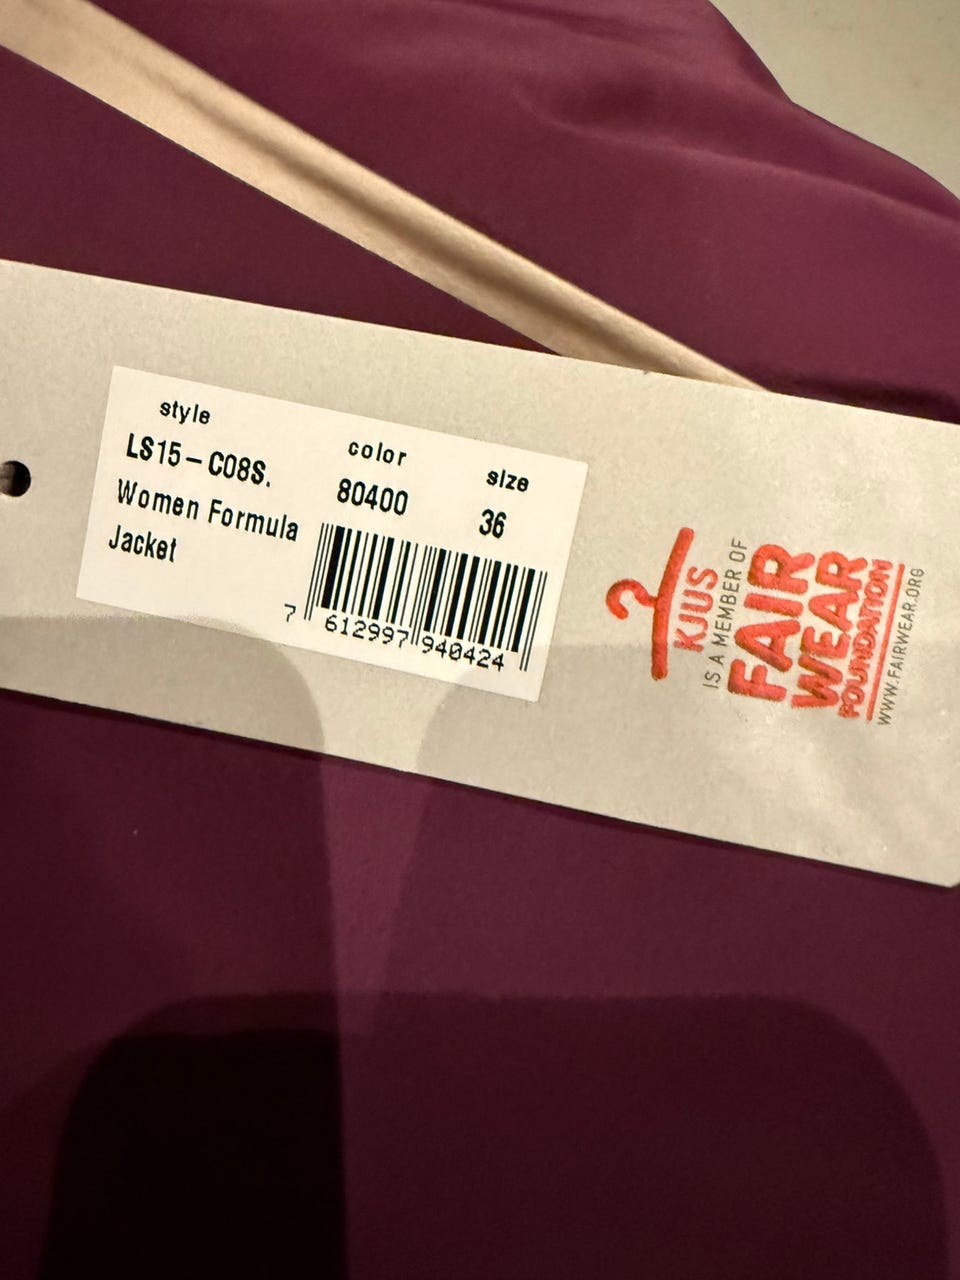 style
LS15-C08S.
Women Formula
Jacket
color
80400
size
36
7 612997 940424
KJUS
IS A MEMBER OF
FAIR
WEAR
FOUNDATION
WWW.FAIRWEAR.ORG